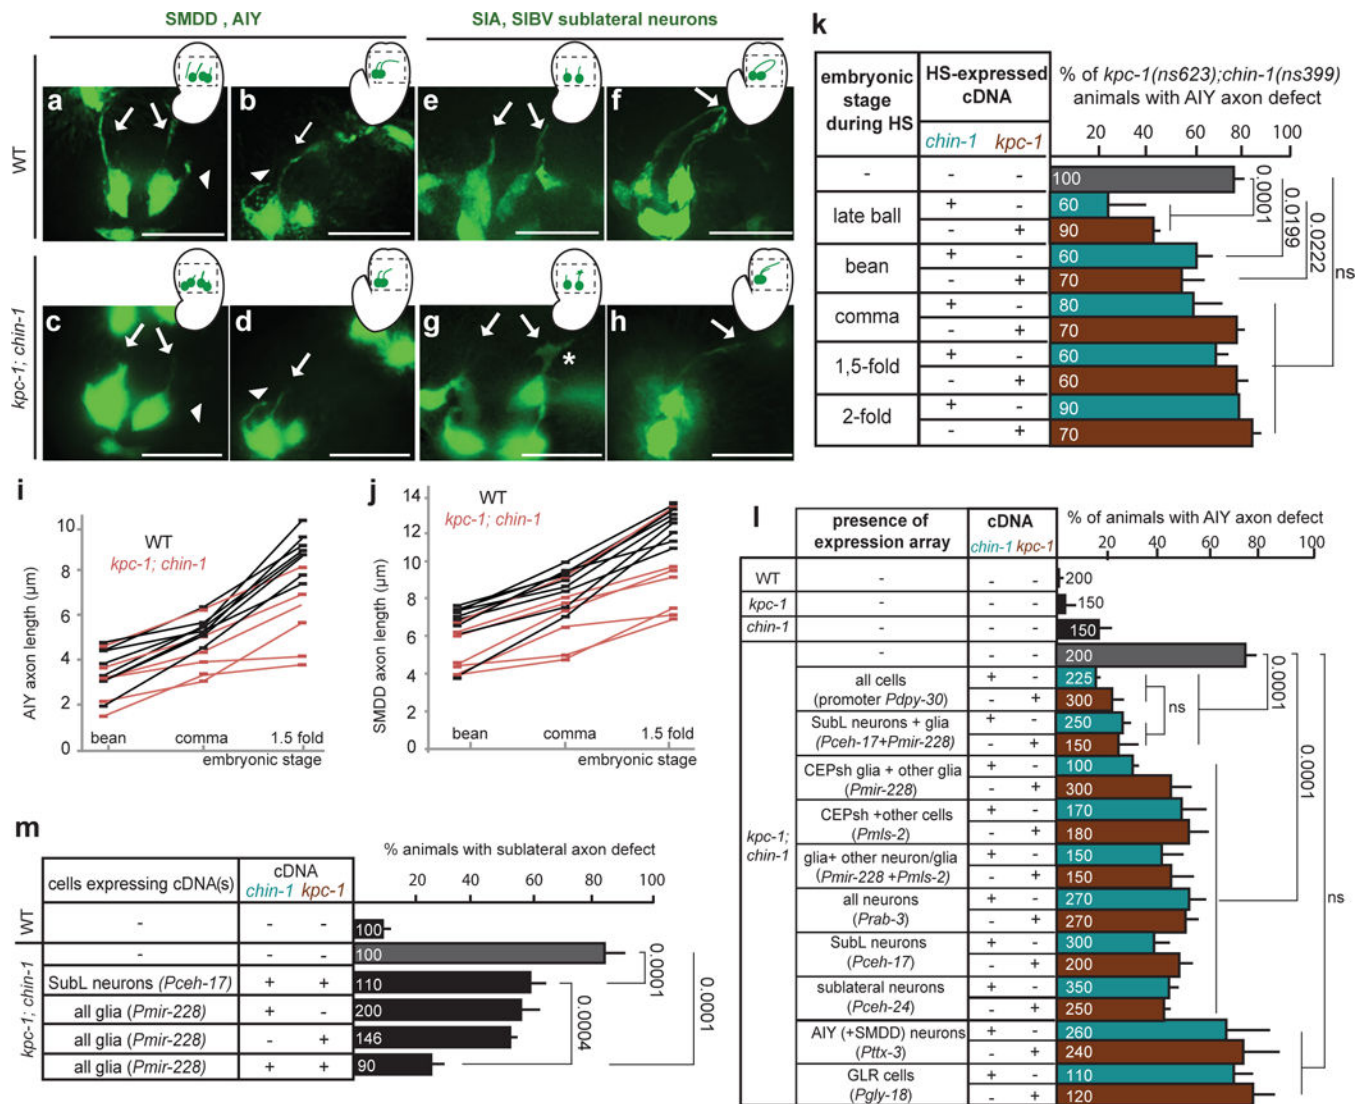 SMDD , AIY
SIA, SIBV sublateral neurons
WT
a
b
e
f
kpc-1; chin-1
c
d
g
h
*
k
embryonic stage during HS
HS-expressed cDNA
chin-1 kpc-1
% of kpc-1(ns623);chin-1(ns399)
animals with AIY axon defect
20 40 60 80 100
- - - 100
late ball + - 60
- + 90
bean + - 60
- + 70
comma + - 80
- + 70
1,5-fold + - 60
- + 60
2-fold + - 90
- + 70
0.0001
0.0199
0.0222
ns
i
WT
kpc-1; chin-1
AIY axon length (µm)
10
8
6
4
2
0
bean comma 1.5 fold
embryonic stage
j
WT
kpc-1; chin-1
SMDD axon length (µm)
14
12
10
8
6
4
2
0
bean comma 1.5 fold
embryonic stage
l
presence of
expression array
cDNA
chin-1 kpc-1
% of animals with AIY axon defect
20 40 60 80 100
WT - - - 200
kpc-1 - - - 150
chin-1 - - - 150
kpc-1;
chin-1
- - - 200
all cells + - 225
(promoter Pdpy-30) - + 300
SubL neurons + glia + - 250
(Pceh-17+Pmir-228) - + 150
CEPsh glia + other glia + - 100
(Pmir-228) - + 300
CEPsh +other cells + - 170
(Pmls-2) - + 180
glia+ other neuron/glia + - 150
(Pmir-228 +Pmls-2) - + 150
all neurons + - 270
(Prab-3) - + 270
SubL neurons + - 300
(Pceh-17) - + 200
sublateral neurons + - 350
(Pceh-24) - + 250
AIY (+SMDD) neurons + - 260
(Pttx-3) - + 240
GLR cells + - 110
(Pgly-18) - + 120
ns
0.0001
0.0001
ns
m
% animals with sublateral axon defect
cells expressing cDNA(s)
cDNA
chin-1 kpc-1
0 20 40 60 80 100
WT
- - - 100
kpc-1; chin-1
- - - 100
SubL neurons (Pceh-17) + + 110
all glia (Pmir-228) + - 200
all glia (Pmir-228) - + 146
all glia (Pmir-228) + + 90
0.0001
0.0004
0.0001